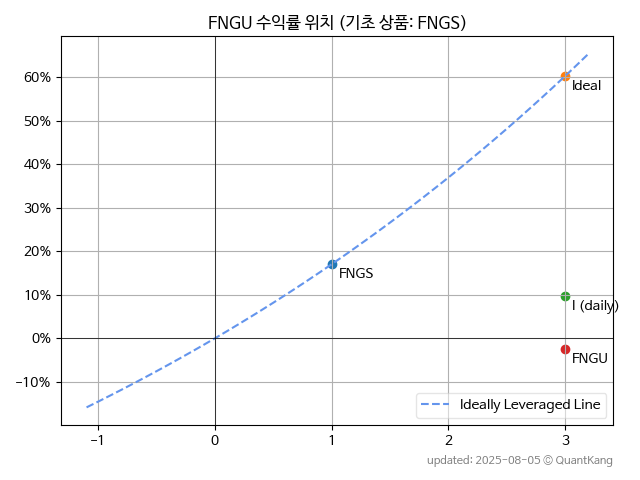 FNGU 수익률 위치 (기초 상품: FNGS)
60%
50%
40%
30%
20%
10%
0%
−10%
Ideal
FNGS
I (daily)
FNGU
Ideally Leveraged Line
−1
0
1
2
3
updated: 2025-08-05 © QuantKang